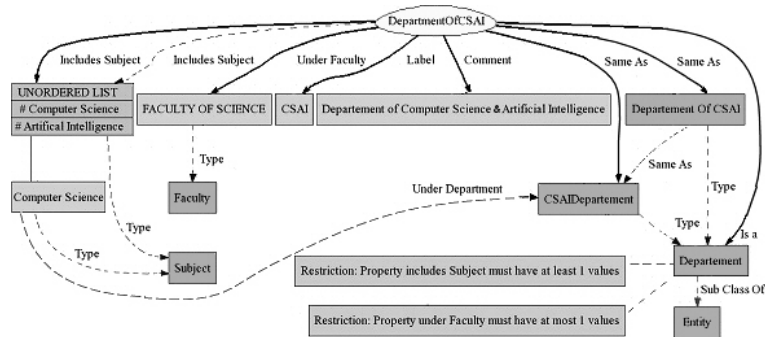 DepartmentOfCSAI
Includes Subject
Includes Subject
Under Faculty
Label
Comment
Same As
Same As
UNORDERED LIST
# Computer Science
# Artifical Intelligence
FACULTY OF SCIENCE
CSAI
Departement of Computer Science & Artificial Intelligence
Departement Of CSAI
Type
Same As
Computer Science
Faculty
Under Department
CSAIDepartement
Type
Type
Is a
Type
Type
Subject
Restriction: Property includes Subject must have at least 1 values
Departement
Sub Class Of
Restriction: Property under Faculty must have at most 1 values
Entity